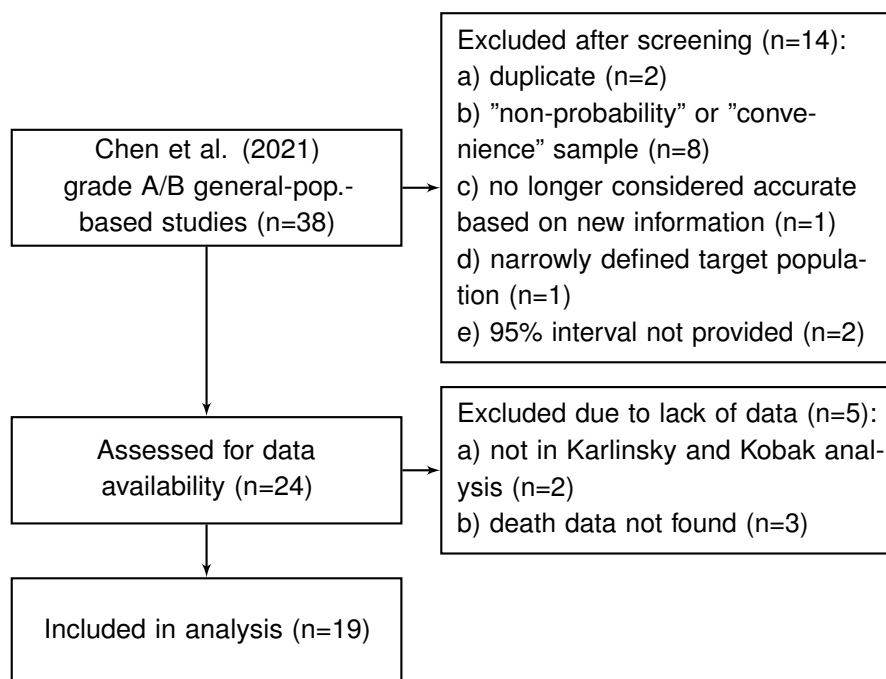 Chen et al. (2021)
grade A/B general-pop.-
based studies (n=38)
Excluded after screening (n=14):
a) duplicate (n=2)
b) ”non-probability” or ”conve-
nience” sample (n=8)
c) no longer considered accurate
based on new information (n=1)
d) narrowly defined target popula-
tion (n=1)
e) 95% interval not provided (n=2)
Assessed for data
availability (n=24)
Excluded due to lack of data (n=5):
a) not in Karlinsky and Kobak anal-
ysis (n=2)
b) death data not found (n=3)
Included in analysis (n=19)